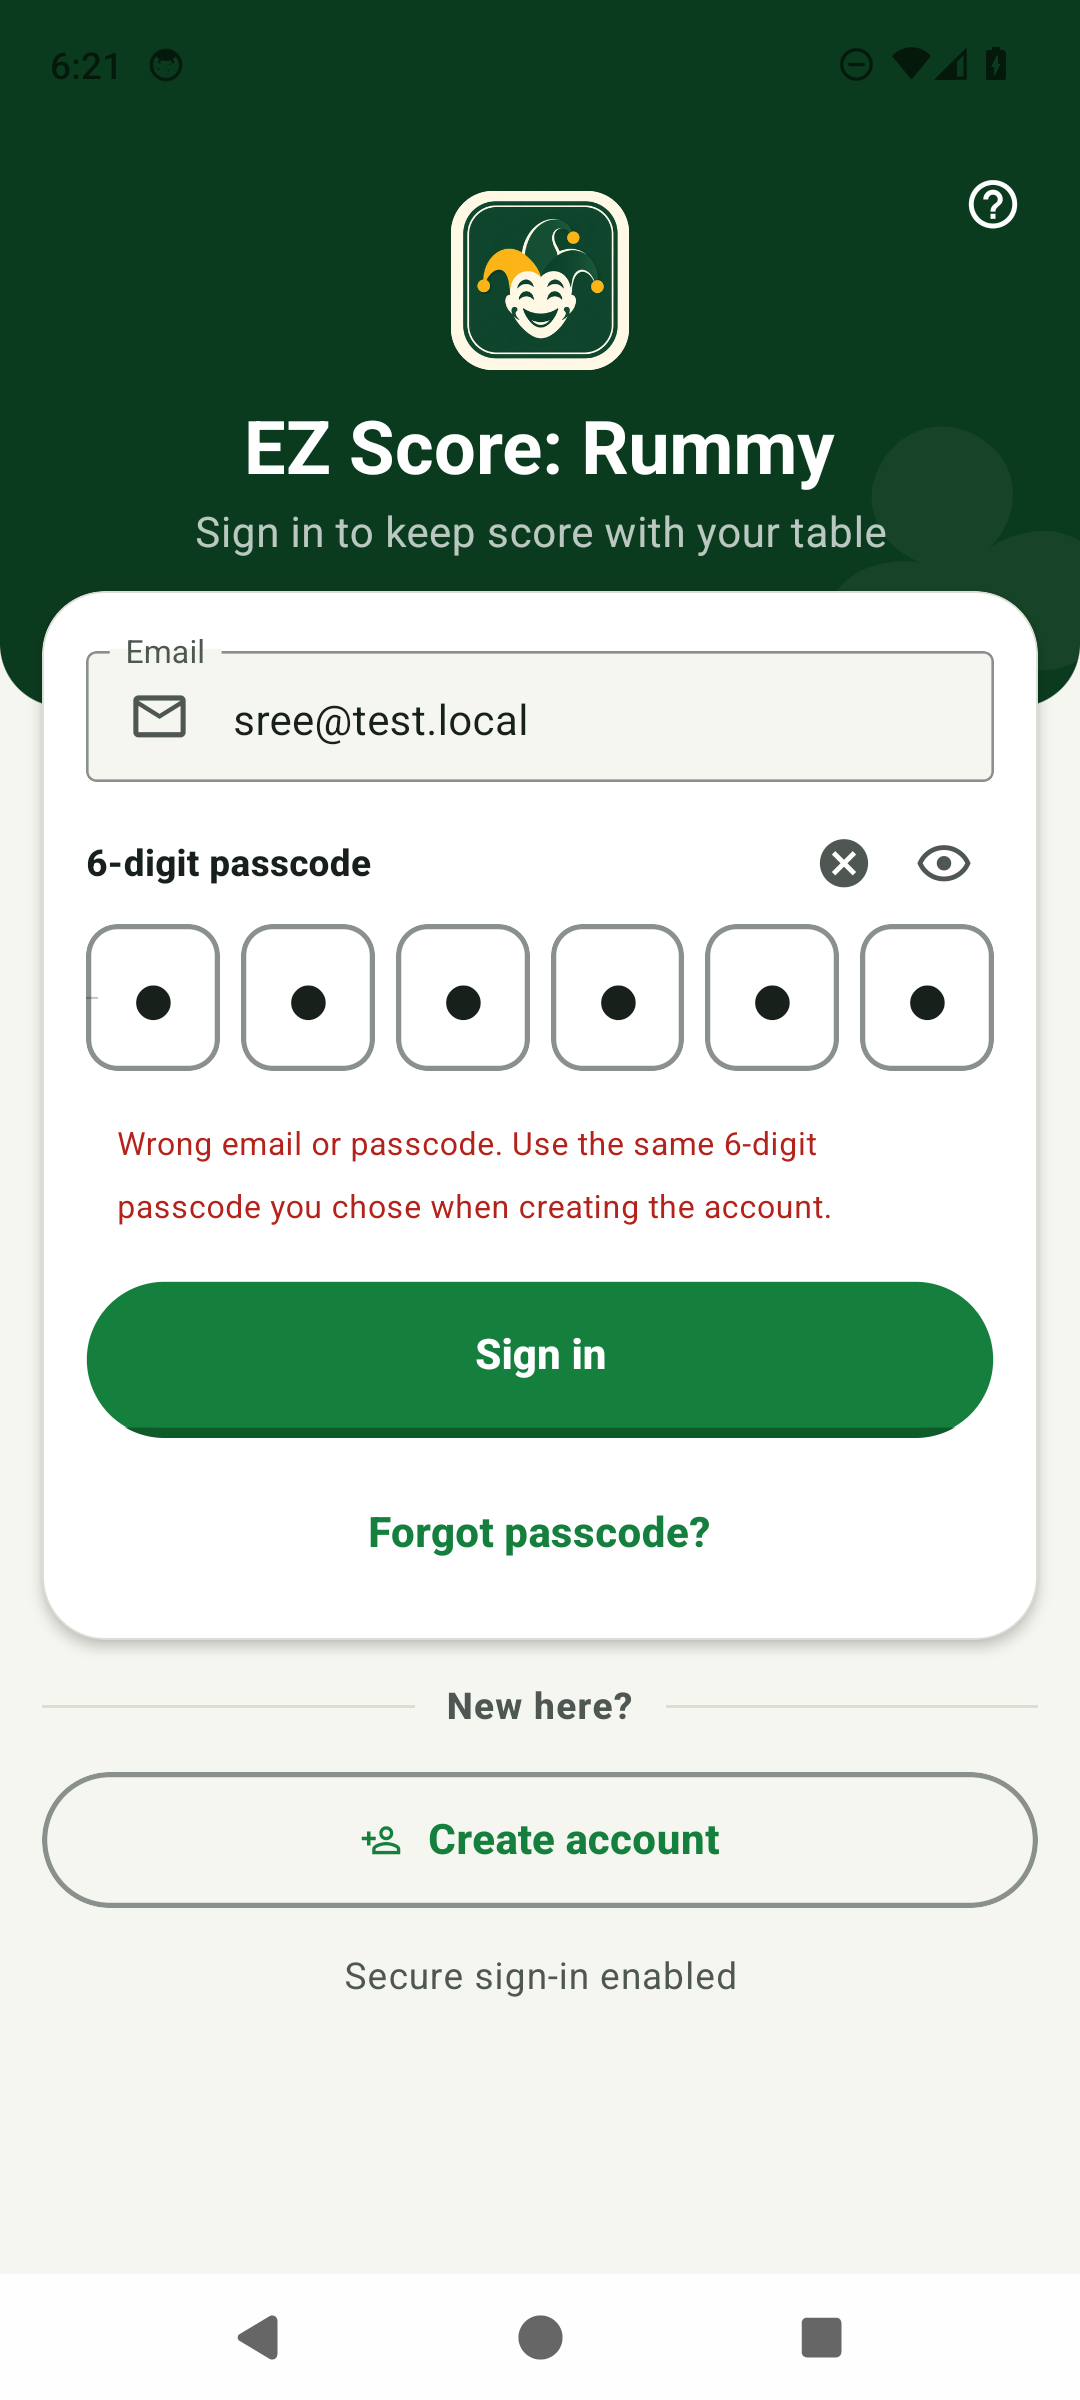 6:21
EZ Score: Rummy
Sign in to keep score with your table
Email
sree@test.local
6-digit passcode
Wrong email or passcode. Use the same 6-digit
passcode you chose when creating the account.
Sign in
Forgot passcode?
New here?
Create account
Secure sign-in enabled